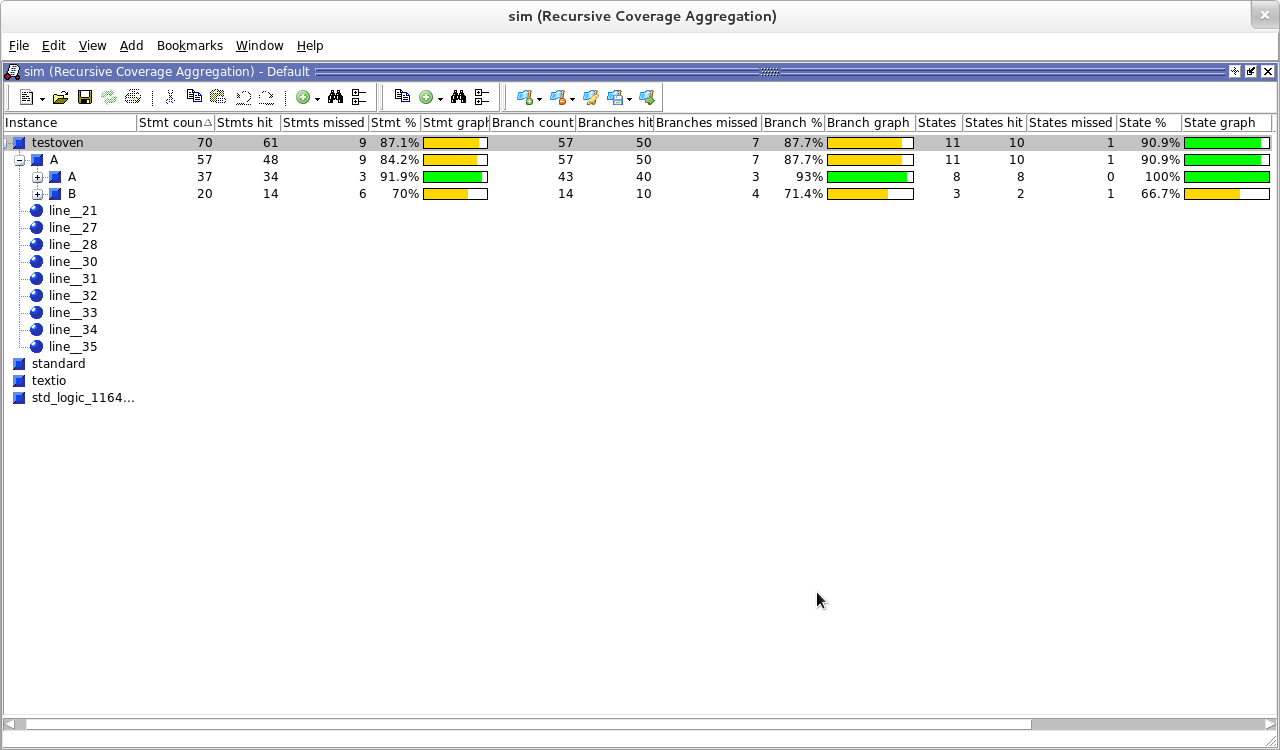 sim (Recursive Coverage Aggregation)
File Edit View Add Bookmarks Window Help
sim (Recursive Coverage Aggregation) - Default
Instance Stmt coun Stmts hit Stmts missed Stmt % Stmt graph Branch count Branches hit Branches missed Branch % Branch graph States States hit States missed State % State graph
testoven 70 61 9 87.1% 57 50 7 87.7% 11 10 1 90.9%
A 57 48 9 84.2% 57 50 7 87.7% 11 10 1 90.9%
A 37 34 3 91.9% 43 40 3 93% 8 8 0 100%
B 20 14 6 70% 14 10 4 71.4% 3 2 1 66.7%
line__21
line__27
line__28
line__30
line__31
line__32
line__33
line__34
line__35
standard
textio
std_logic_1164...